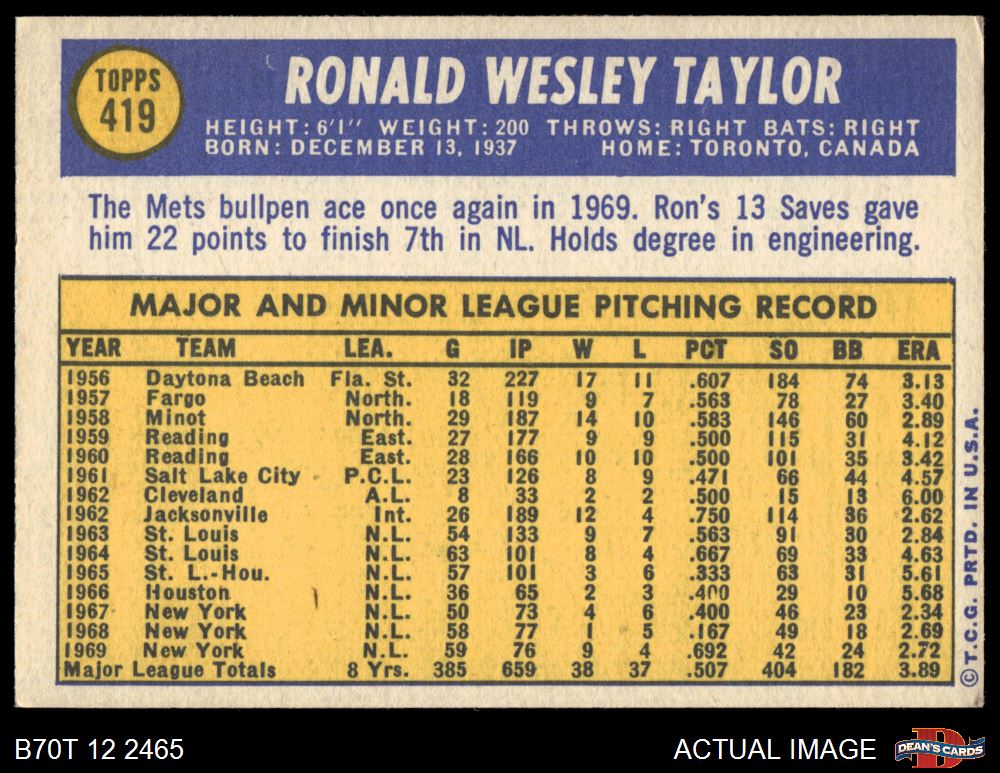 TOPPS
419
RONALD WESLEY TAYLOR
HEIGHT: 6'1" WEIGHT: 200 THROWS: RIGHT BATS: RIGHT
BORN: DECEMBER 13, 1937 HOME: TORONTO, CANADA
The Mets bullpen ace once again in 1969. Ron's 13 Saves gave
him 22 points to finish 7th in NL. Holds degree in engineering.
MAJOR AND MINOR LEAGUE PITCHING RECORD
YEAR TEAM LEA. G IP W L PCT SO BB ERA
1956 Daytona Beach Fla. St. 32 227 17 11 .607 184 74 3.13
1957 Fargo North. 18 119 9 7 .563 78 27 3.40
1958 Minot North. 29 187 14 10 .583 146 60 2.89
1959 Reading East. 27 177 9 9 .500 115 31 4.12
1960 Reading East. 28 166 10 10 .500 101 35 3.42
1961 Salt Lake City P.C.L. 23 126 8 9 .471 66 44 4.57
1962 Cleveland A.L. 8 33 2 2 .500 15 13 6.00
1962 Jacksonville Int. 26 189 12 4 .750 114 36 2.62
1963 St. Louis N.L. 54 133 9 7 .563 91 30 2.84
1964 St. Louis N.L. 63 101 8 4 .667 69 33 4.63
1965 St. L.-Hou. N.L. 57 101 3 6 .333 63 31 5.61
1966 Houston N.L. 36 65 2 3 .400 29 10 5.68
1967 New York N.L. 50 73 4 6 .400 46 23 2.34
1968 New York N.L. 58 77 1 5 .167 49 18 2.69
1969 New York N.L. 59 76 9 4 .692 42 24 2.72
Major League Totals 8 Yrs. 385 659 38 37 .507 404 182 3.89
©T.C.G. PRTD. IN U.S.A.
B70T 12 2465 ACTUAL IMAGE
DEAN'S CARDS